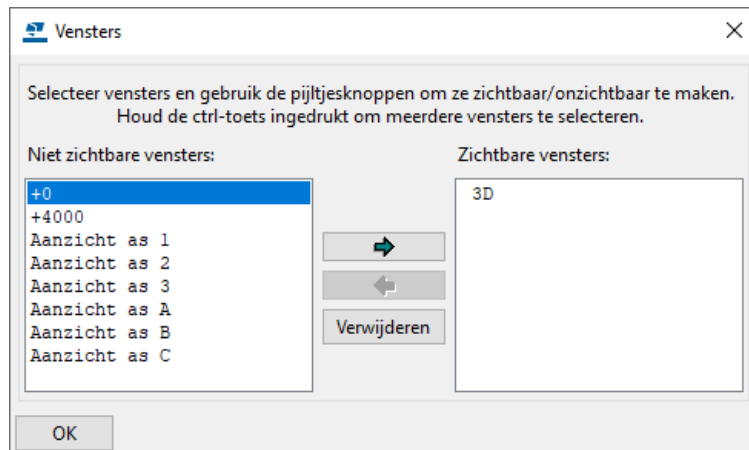 Vensters
Selecteer vensters en gebruik de pijltjesknoppen om ze zichtbaar/onzichtbaar te maken.
Houd de ctrl-toets ingedrukt om meerdere vensters te selecteren.
Niet zichtbare vensters:
Zichtbare vensters:
+0
+4000
Aanzicht as 1
Aanzicht as 2
Aanzicht as 3
Aanzicht as A
Aanzicht as B
Aanzicht as C
Verwijderen
3D
OK